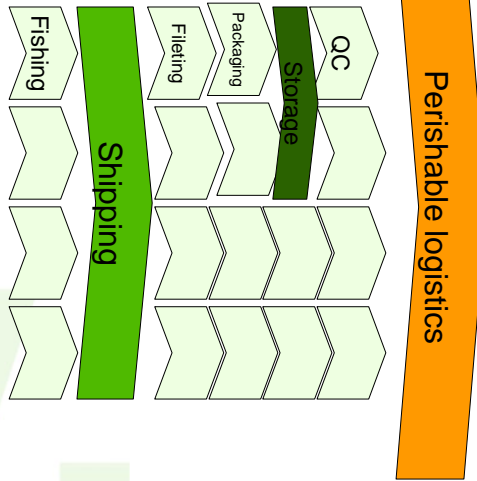 Fishing
Shipping
Fileting
Packaging
Storage
QC
Perishable logistics